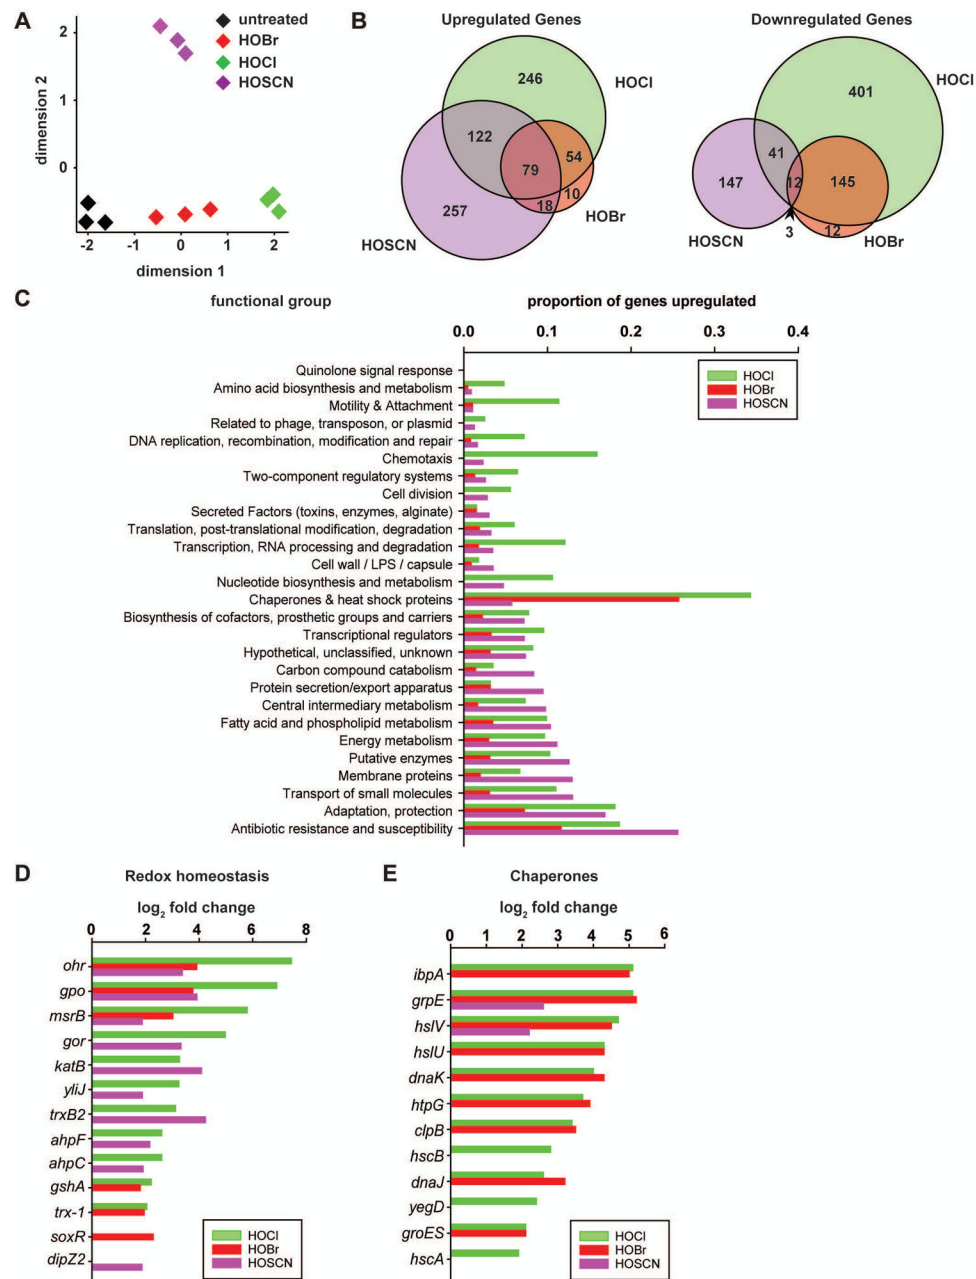 A
2
1
0
-2
-1
0
1
2
dimension 2
dimension 1
untreated
HOBr
HOCl
HOSCN
B
Upregulated Genes
246
HOCl
122
79
54
10
18
257
HOBr
HOSCN
Downregulated Genes
HOCl
401
41
147
12
145
3
12
HOSCN
HOBr
C
functional group
proportion of genes upregulated
0.0 0.1 0.2 0.3 0.4
Quinolone signal response
Amino acid biosynthesis and metabolism
Motility & Attachment
Related to phage, transposon, or plasmid
DNA replication, recombination, modification and repair
Chemotaxis
Two-component regulatory systems
Cell division
Secreted Factors (toxins, enzymes, alginate)
Translation, post-translational modification, degradation
Transcription, RNA processing and degradation
Cell wall / LPS / capsule
Nucleotide biosynthesis and metabolism
Chaperones & heat shock proteins
Biosynthesis of cofactors, prosthetic groups and carriers
Transcriptional regulators
Hypothetical, unclassified, unknown
Carbon compound catabolism
Protein secretion/export apparatus
Central intermediary metabolism
Fatty acid and phospholipid metabolism
Energy metabolism
Putative enzymes
Membrane proteins
Transport of small molecules
Adaptation, protection
Antibiotic resistance and susceptibility
HOCl
HOBr
HOSCN
D
Redox homeostasis
log2 fold change
0 2 4 6 8
ohr
gpo
msrB
gor
katB
yliJ
trxB2
ahpF
ahpC
gshA
trx-1
soxR
dipZ2
HOCl
HOBr
HOSCN
E
Chaperones
log2 fold change
0 1 2 3 4 5 6
ibpA
grpE
hslV
hslU
dnaK
htpG
clpB
hscB
dnaJ
yegD
groES
hscA
HOCl
HOBr
HOSCN